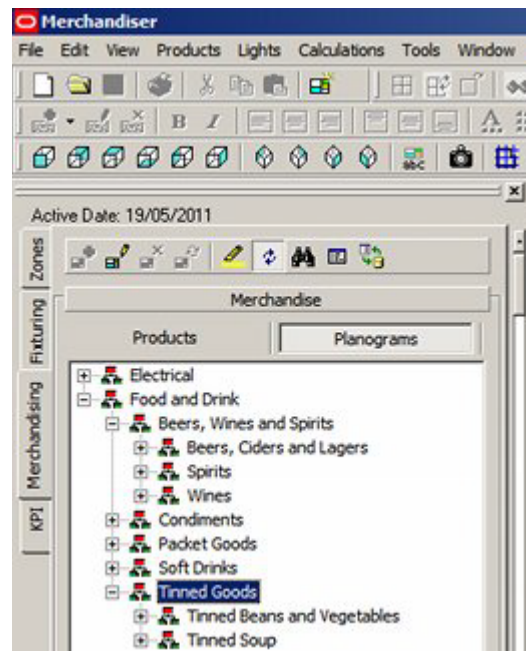 Merchandiser
File Edit View Products Lights Calculations Tools Window
B I A
abc
Active Date: 19/05/2011
Zones
Fixturing
Merchandising
KPI
Merchandise
Products Planograms
Electrical
Food and Drink
Beers, Wines and Spirits
Beers, Ciders and Lagers
Spirits
Wines
Condiments
Packet Goods
Soft Drinks
Tinned Goods
Tinned Beans and Vegetables
Tinned Soup